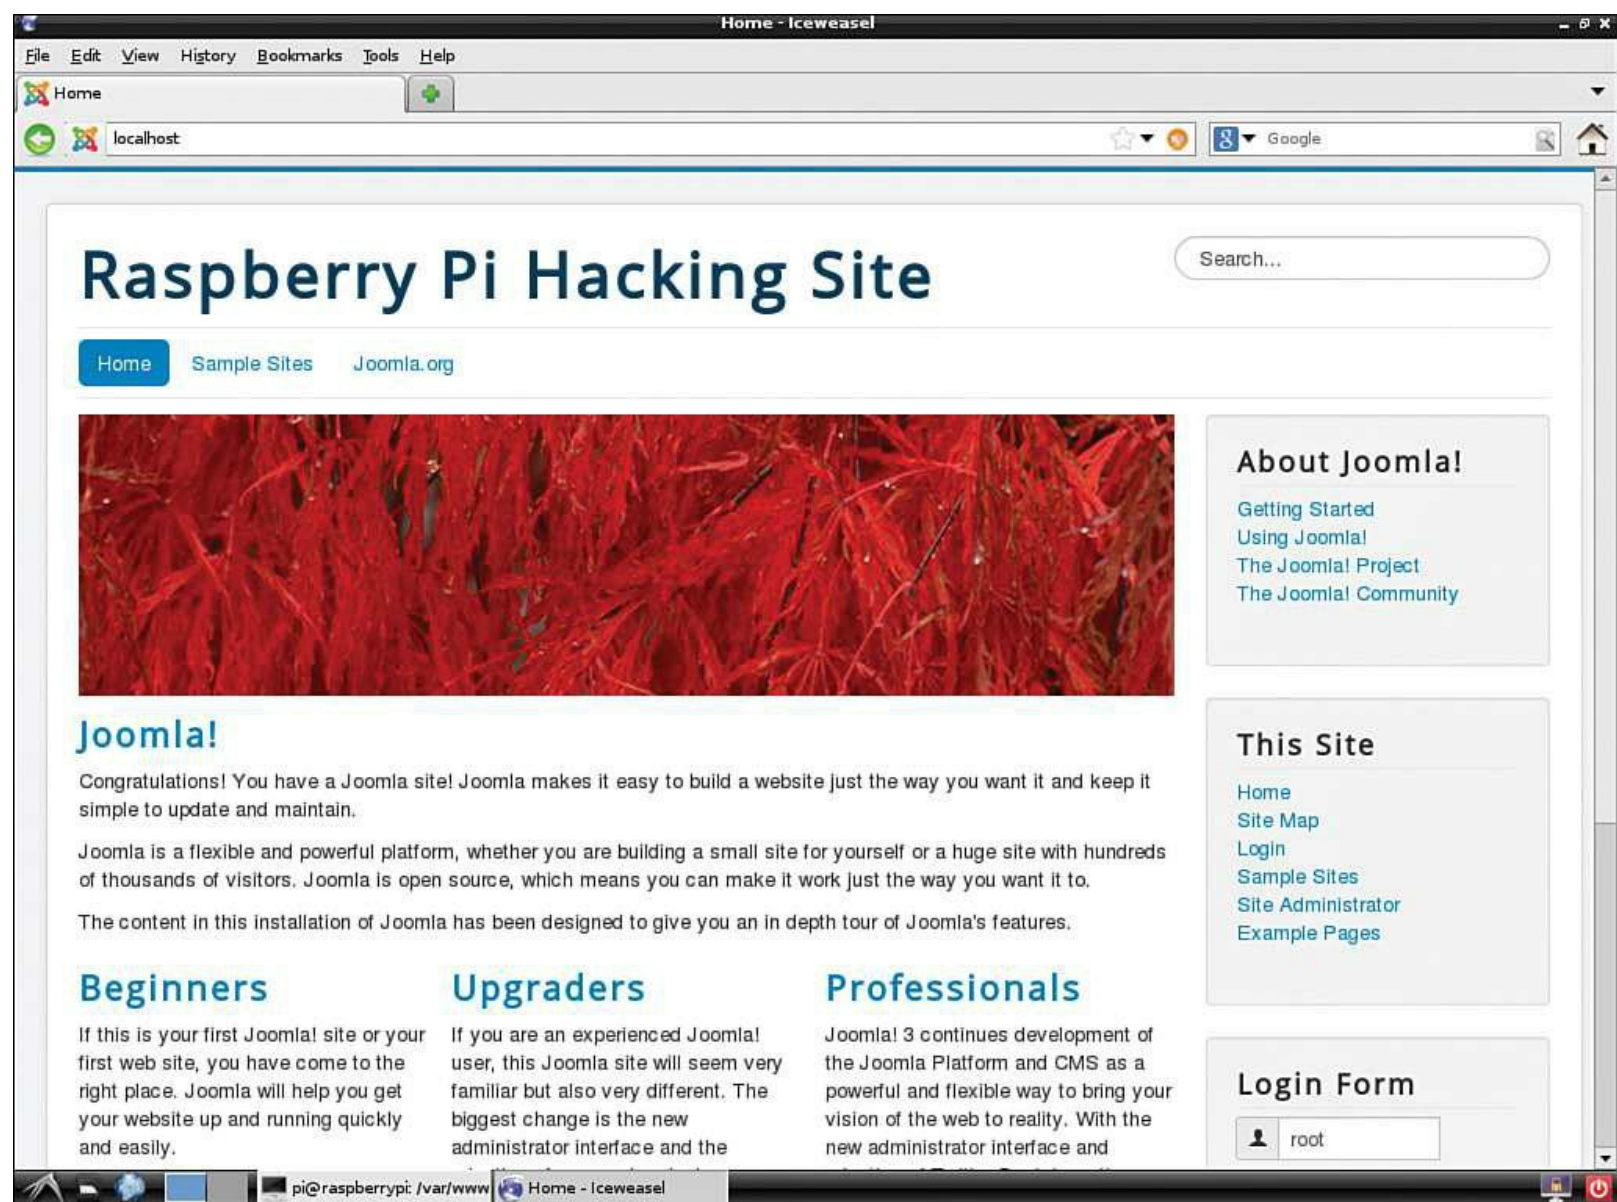 Home - Iceweasel
File Edit View History Bookmarks Tools Help
Home
localhost
Google
Raspberry Pi Hacking Site
Search...
Home Sample Sites Joomla.org
About Joomla!
Getting Started
Using Joomla!
The Joomla! Project
The Joomla! Community
Joomla!
Congratulations! You have a Joomla site! Joomla makes it easy to build a website just the way you want it and keep it
simple to update and maintain.
Joomla is a flexible and powerful platform, whether you are building a small site for yourself or a huge site with hundreds
of thousands of visitors. Joomla is open source, which means you can make it work just the way you want it to.
The content in this installation of Joomla has been designed to give you an in depth tour of Joomla's features.
This Site
Home
Site Map
Login
Sample Sites
Site Administrator
Example Pages
Beginners
If this is your first Joomla! site or your
first web site, you have come to the
right place. Joomla will help you get
your website up and running quickly
and easily.
Upgraders
If you are an experienced Joomla!
user, this Joomla site will seem very
familiar but also very different. The
biggest change is the new
administrator interface and the
Professionals
Joomla! 3 continues development of
the Joomla Platform and CMS as a
powerful and flexible way to bring your
vision of the web to reality. With the
new administrator interface and
Login Form
root
pi@raspberrypi: /var/www
Home - Iceweasel